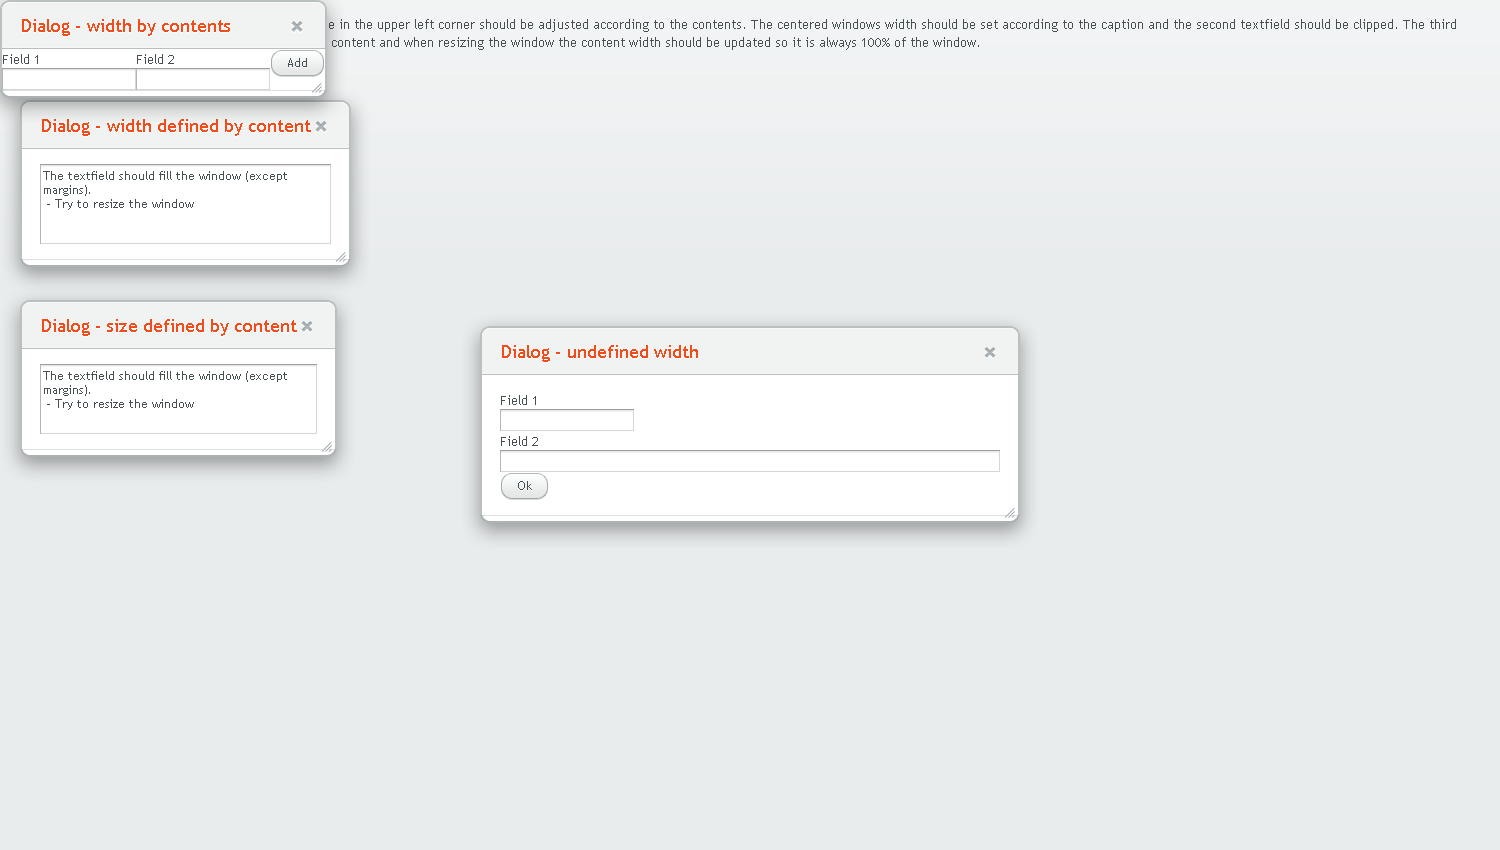 Dialog - width by contents
in the upper left corner should be adjusted according to the contents. The centered windows width should be set according to the caption and the second textfield should be clipped. The third
content and when resizing the window the content width should be updated so it is always 100% of the window.
Field 1 Field 2 Add
Dialog - width defined by content
The textfield should fill the window (except
margins).
- Try to resize the window
Dialog - size defined by content
The textfield should fill the window (except
margins).
- Try to resize the window
Dialog - undefined width
Field 1
Field 2
Ok